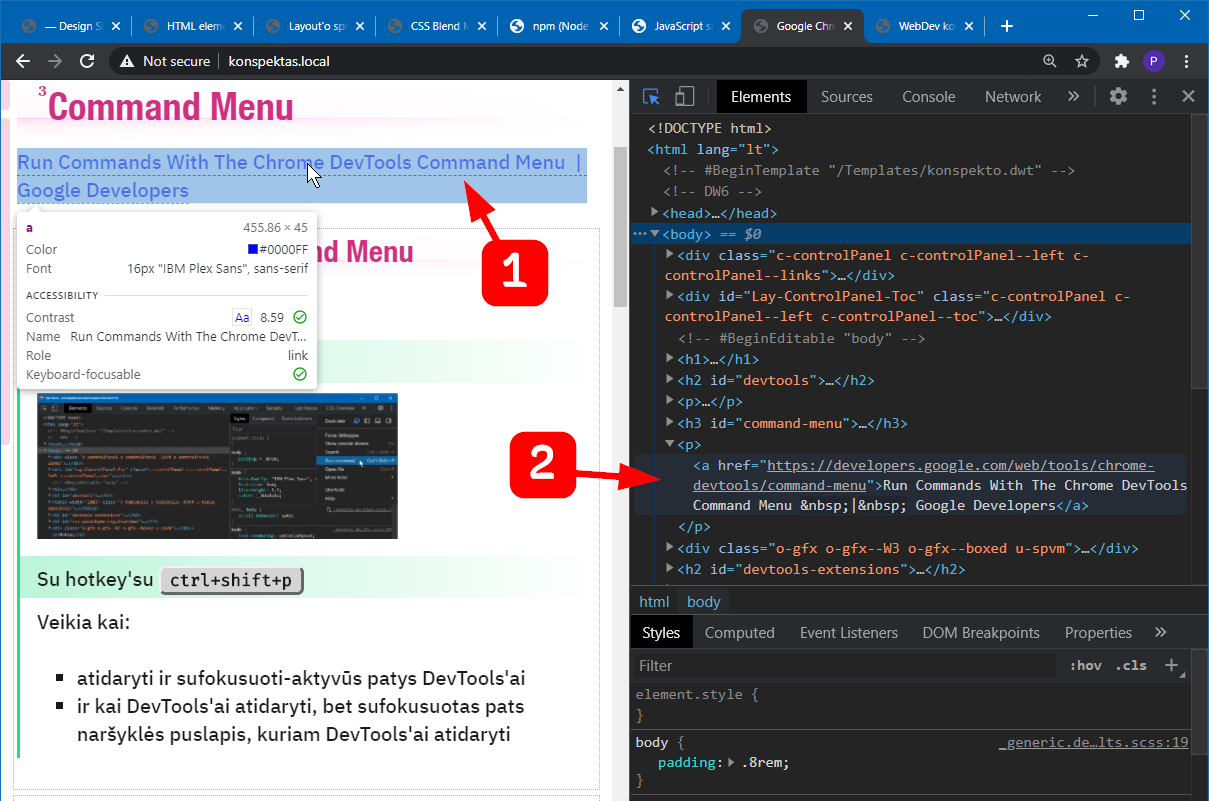 — Design S
HTML elem
Layout'o sp
CSS Blend M
npm (Node
JavaScript s
Google Chr
WebDev ko
Not secure
konspektas.local
P
3
Command Menu
Run Commands With The Chrome DevTools Command Menu |
Google Developers
a 455.86 × 45
Color #0000FF
Font 16px "IBM Plex Sans", sans-serif
ACCESSIBILITY
Contrast Aa 8.59
Name Run Commands With The Chrome DevT...
Role link
Keyboard-focusable
nd Menu
1
2
Su hotkey'su ctrl+shift+p
Veikia kai:
atidaryti ir sufokusuoti-aktyvūs patys DevTools'ai
ir kai DevTools'ai atidaryti, bet sufokusuotas pats
naršyklės puslapis, kuriam DevTools'ai atidaryti
Elements Sources Console Network
<!DOCTYPE html>
<html lang="lt">
<!-- #BeginTemplate "/Templates/konspekto.dwt" -->
<!-- DW6 -->
<head>…</head>
<body> == $0
<div class="c-controlPanel c-controlPanel--left c-
controlPanel--links">…</div>
<div id="Lay-ControlPanel-Toc" class="c-controlPanel c-
controlPanel--left c-controlPanel--toc">…</div>
<!-- #BeginEditable "body" -->
<h1>…</h1>
<h2 id="devtools">…</h2>
<p>…</p>
<h3 id="command-menu">…</h3>
<p>
<a href="https://developers.google.com/web/tools/chrome-
devtools/command-menu">Run Commands With The Chrome DevTools
Command Menu &nbsp;|&nbsp; Google Developers</a>
</p>
<div class="o-gfx o-gfx--W3 o-gfx--boxed u-spvm">…</div>
<h2 id="devtools-extensions">…</h2>
html body
Styles Computed Event Listeners DOM Breakpoints Properties
Filter :hov .cls
element.style {
}
body { _generic.de…lts.scss:19
padding: .8rem;
}